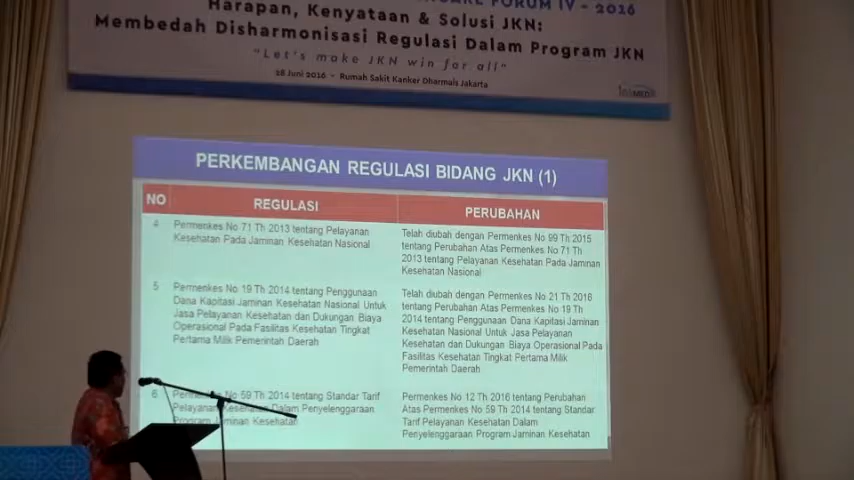 FORUM IV - 2016
Harapan, Kenyataan & Solusi JKN:
Membedah Disharmonisasi Regulasi Dalam Program JKN
"Let's make JKN win for all"
18 Juni 2016 - Rumah Sakit Kanker Dharmais Jakarta
PERKEMBANGAN REGULASI BIDANG JKN (1)
NO REGULASI PERUBAHAN
4 Permenkes No 71 Th 2013 tentang Pelayanan
Kesehatan Pada Jaminan Kesehatan Nasional
Telah diubah dengan Permenkes No 99 Th 2015
tentang Perubahan Atas Permenkes No 71 Th
2013 tentang Pelayanan Kesehatan Pada Jaminan
Kesehatan Nasional
5 Permenkes No 19 Th 2014 tentang Penggunaan
Dana Kapitasi Jaminan Kesehatan Nasional Untuk
Jasa Pelayanan Kesehatan dan Dukungan Biaya
Operasional Pada Fasilitas Kesehatan Tingkat
Pertama Milik Pemerintah Daerah
Telah diubah dengan Permenkes No 21 Th 2016
tentang Perubahan Atas Permenkes No 19 Th
2014 tentang Penggunaan Dana Kapitasi Jaminan
Kesehatan Nasional Untuk Jasa Pelayanan
Kesehatan dan Dukungan Biaya Operasional Pada
Fasilitas Kesehatan Tingkat Pertama Milik
Pemerintah Daerah
6 Permenkes No 59 Th 2014 tentang Standar Tarif
Pelayanan Kesehatan Dalam Penyelenggaraan
Program Jaminan Kesehatan
Permenkes No 12 Th 2016 tentang Perubahan
Atas Permenkes No 59 Th 2014 tentang Standar
Tarif Pelayanan Kesehatan Dalam
Penyelenggaraan Program Jaminan Kesehatan